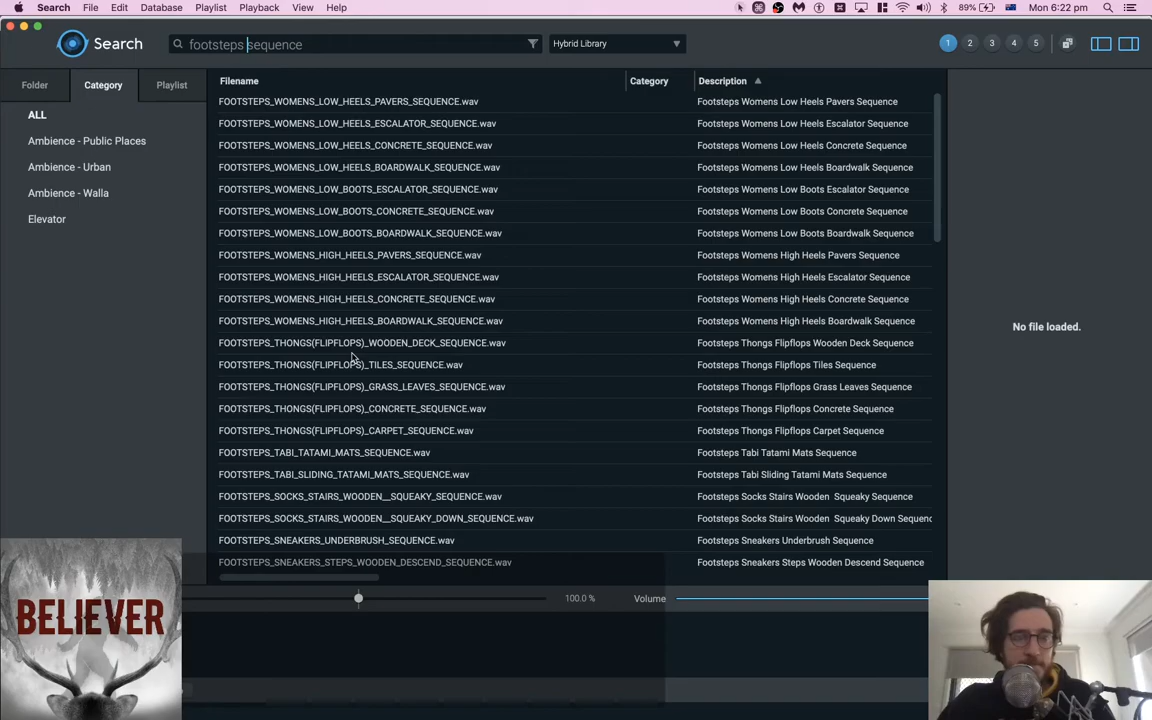 Search File Edit Database Playlist Playback View Help 89% Mon 6:22 pm
Search footsteps sequence Hybrid Library 1 2 3 4 5
Folder Category Playlist Filename Category Description
ALL
Ambience - Public Places
Ambience - Urban
Ambience - Walla
Elevator
FOOTSTEPS_WOMENS_LOW_HEELS_PAVERS_SEQUENCE.wav Footsteps Womens Low Heels Pavers Sequence
FOOTSTEPS_WOMENS_LOW_HEELS_ESCALATOR_SEQUENCE.wav Footsteps Womens Low Heels Escalator Sequence
FOOTSTEPS_WOMENS_LOW_HEELS_CONCRETE_SEQUENCE.wav Footsteps Womens Low Heels Concrete Sequence
FOOTSTEPS_WOMENS_LOW_HEELS_BOARDWALK_SEQUENCE.wav Footsteps Womens Low Heels Boardwalk Sequence
FOOTSTEPS_WOMENS_LOW_BOOTS_ESCALATOR_SEQUENCE.wav Footsteps Womens Low Boots Escalator Sequence
FOOTSTEPS_WOMENS_LOW_BOOTS_CONCRETE_SEQUENCE.wav Footsteps Womens Low Boots Concrete Sequence
FOOTSTEPS_WOMENS_LOW_BOOTS_BOARDWALK_SEQUENCE.wav Footsteps Womens Low Boots Boardwalk Sequence
FOOTSTEPS_WOMENS_HIGH_HEELS_PAVERS_SEQUENCE.wav Footsteps Womens High Heels Pavers Sequence
FOOTSTEPS_WOMENS_HIGH_HEELS_ESCALATOR_SEQUENCE.wav Footsteps Womens High Heels Escalator Sequence
FOOTSTEPS_WOMENS_HIGH_HEELS_CONCRETE_SEQUENCE.wav Footsteps Womens High Heels Concrete Sequence
FOOTSTEPS_WOMENS_HIGH_HEELS_BOARDWALK_SEQUENCE.wav Footsteps Womens High Heels Boardwalk Sequence
FOOTSTEPS_THONGS(FLIPFLOPS)_WOODEN_DECK_SEQUENCE.wav Footsteps Thongs Flipflops Wooden Deck Sequence
FOOTSTEPS_THONGS(FLIPFLOPS)_TILES_SEQUENCE.wav Footsteps Thongs Flipflops Tiles Sequence
FOOTSTEPS_THONGS(FLIPFLOPS)_GRASS_LEAVES_SEQUENCE.wav Footsteps Thongs Flipflops Grass Leaves Sequence
FOOTSTEPS_THONGS(FLIPFLOPS)_CONCRETE_SEQUENCE.wav Footsteps Thongs Flipflops Concrete Sequence
FOOTSTEPS_THONGS(FLIPFLOPS)_CARPET_SEQUENCE.wav Footsteps Thongs Flipflops Carpet Sequence
FOOTSTEPS_TABI_TATAMI_MATS_SEQUENCE.wav Footsteps Tabi Tatami Mats Sequence
FOOTSTEPS_TABI_SLIDING_TATAMI_MATS_SEQUENCE.wav Footsteps Tabi Sliding Tatami Mats Sequence
FOOTSTEPS_SOCKS_STAIRS_WOODEN__SQUEAKY_SEQUENCE.wav Footsteps Socks Stairs Wooden Squeaky Sequence
FOOTSTEPS_SOCKS_STAIRS_WOODEN__SQUEAKY_DOWN_SEQUENCE.wav Footsteps Socks Stairs Wooden Squeaky Down Sequenc
FOOTSTEPS_SNEAKERS_UNDERBRUSH_SEQUENCE.wav Footsteps Sneakers Underbrush Sequence
FOOTSTEPS_SNEAKERS_STEPS_WOODEN_DESCEND_SEQUENCE.wav Footsteps Sneakers Steps Wooden Descend Sequence
No file loaded.
100.0 % Volume
BELIEVER